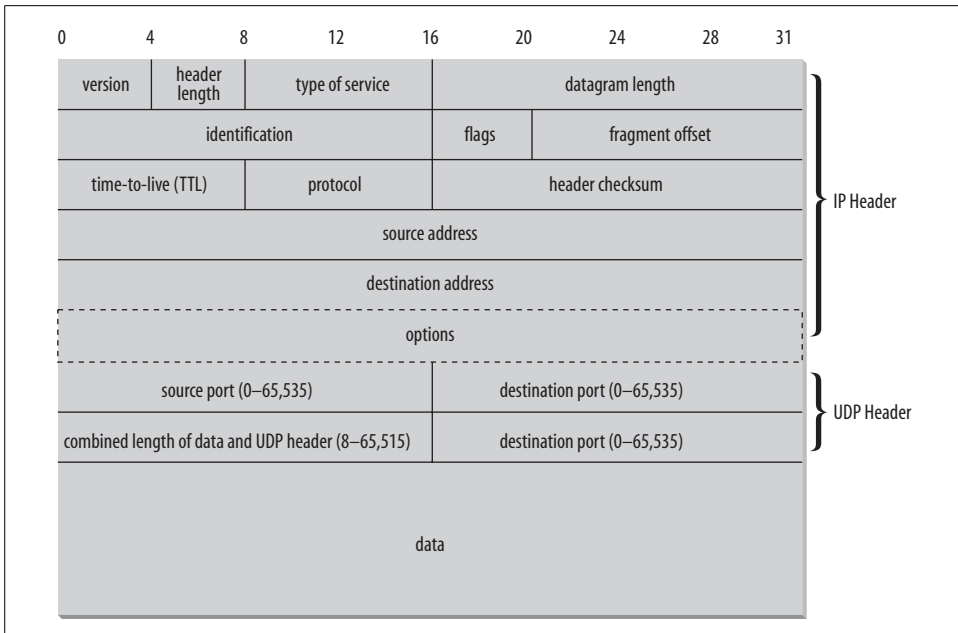 0 4 8 12 16 20 24 28 31
version header length type of service datagram length
identification flags fragment offset
time-to-live (TTL) protocol header checksum
IP Header
source address
destination address
options
source port (0–65,535) destination port (0–65,535)
UDP Header
combined length of data and UDP header (8–65,515) destination port (0–65,535)
data